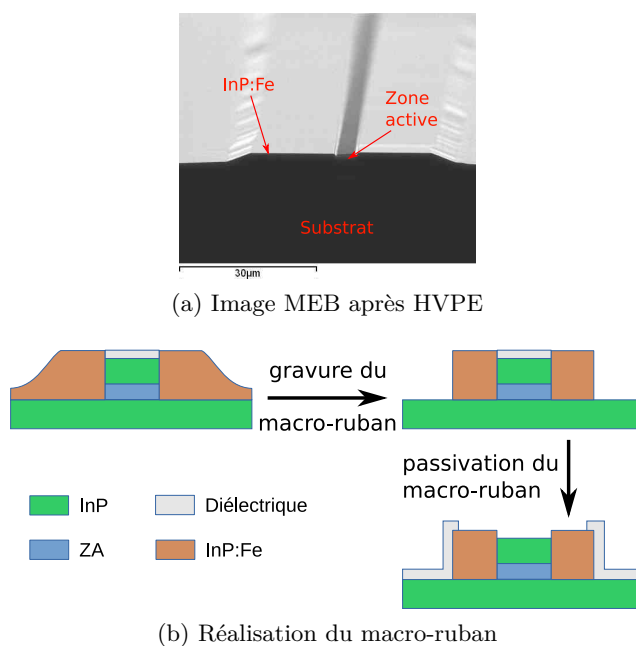 InP:Fe
Zone
active
Substrat
30µm
(a) Image MEB après HVPE
gravure du
macro-ruban
passivation du
macro-ruban
InP
Diélectrique
ZA
InP:Fe
(b) Réalisation du macro-ruban